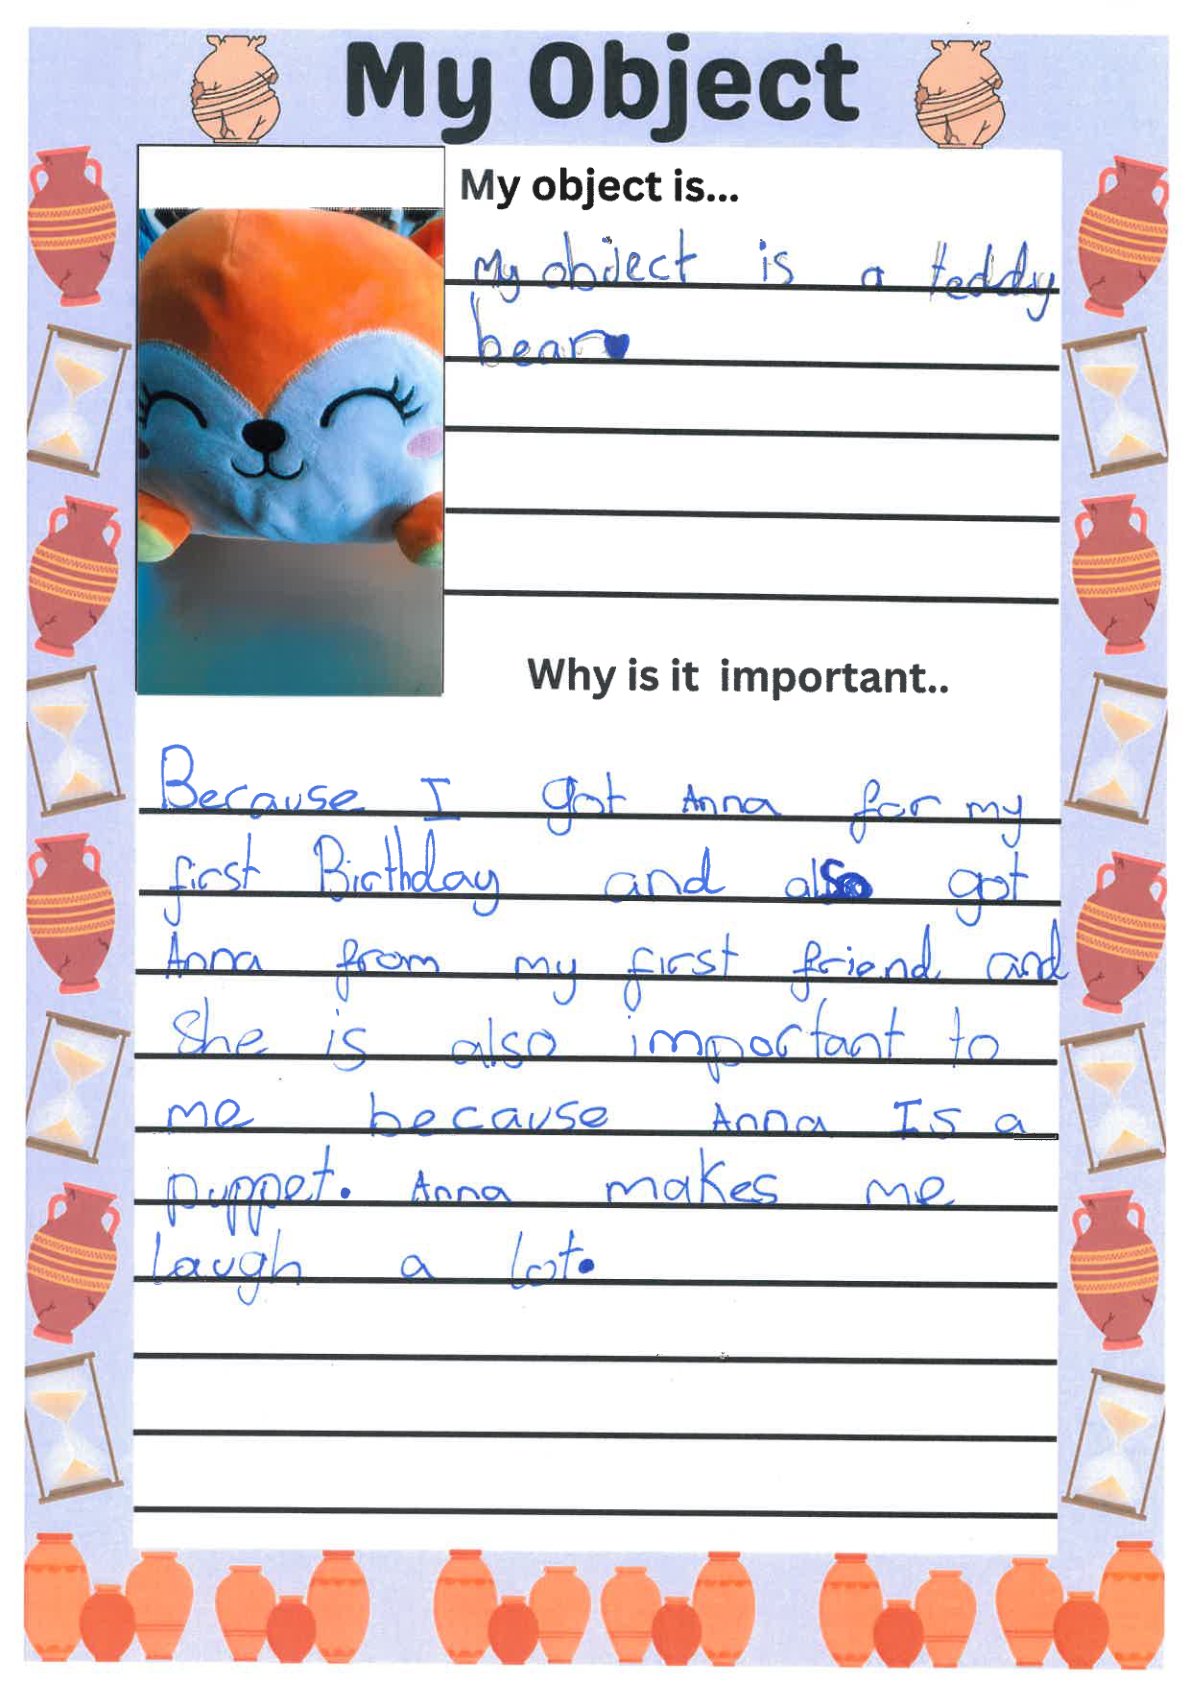 My Object
My object is...
My object is a teddy
bear
Why is it important..
Because I got Anna for my
first Birthday and also got
Anna from my first friend and
She is also important to
me because Anna Is a
puppet. Anna makes me
laugh a lot.